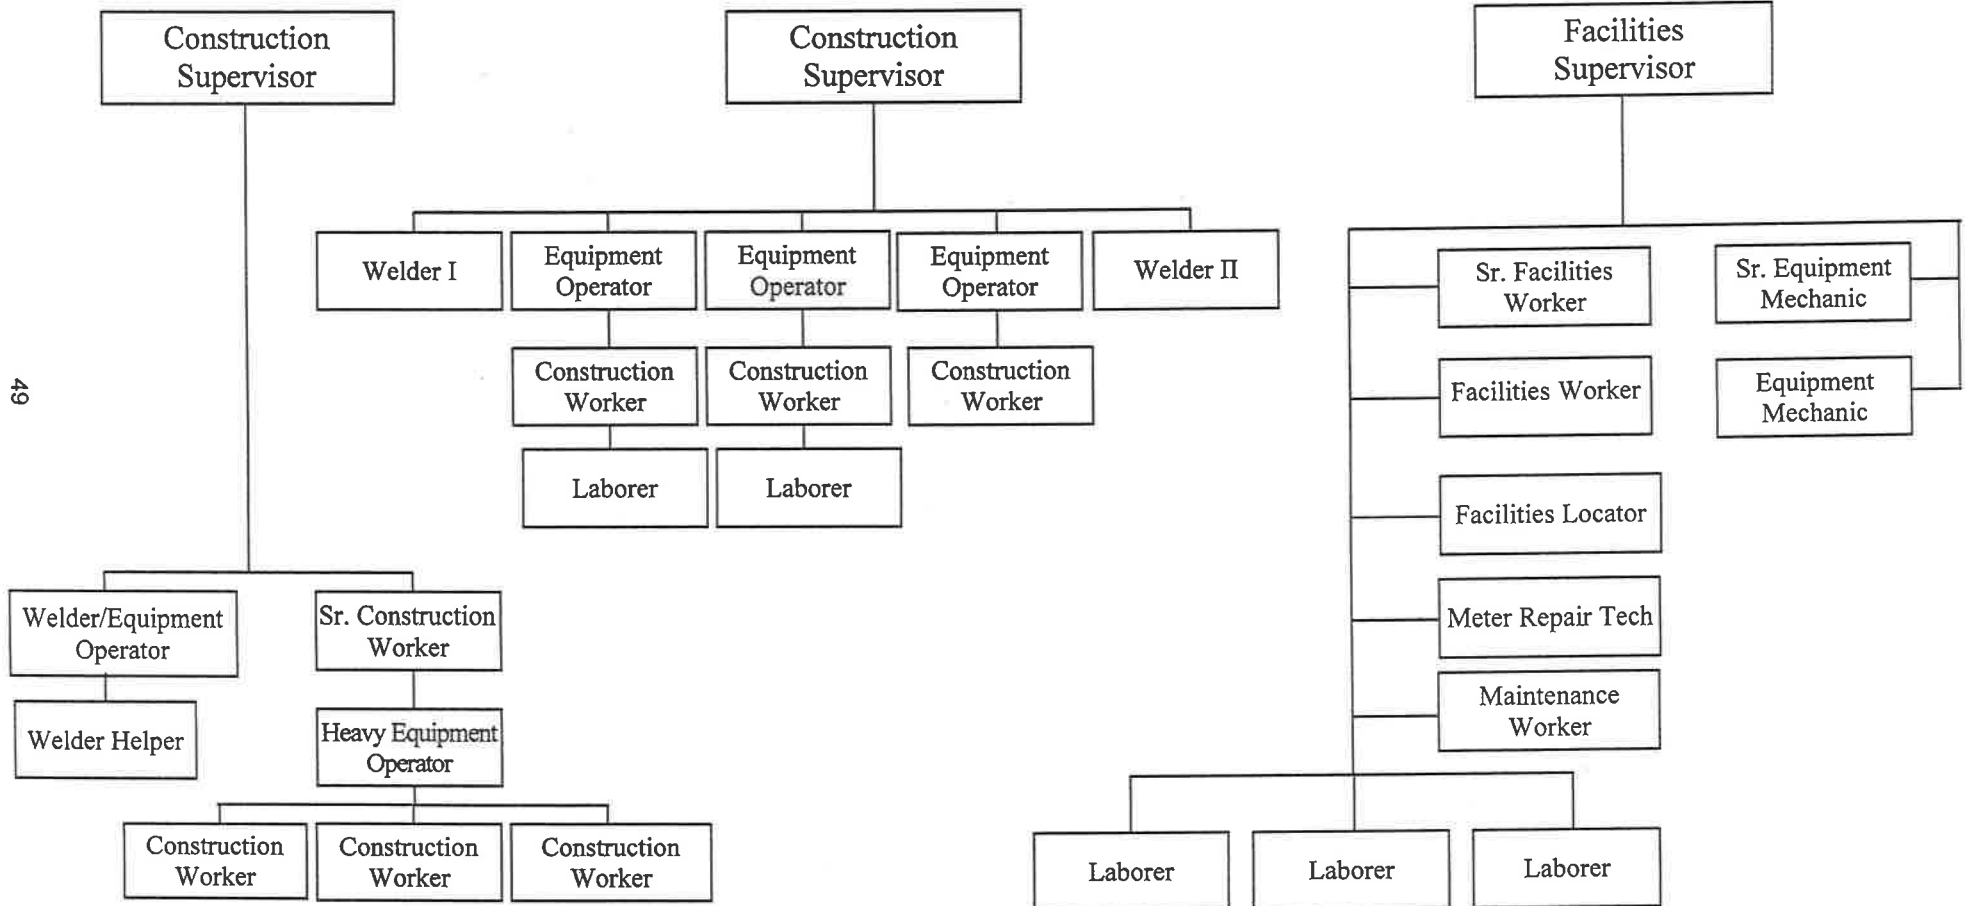 Construction
Supervisor
Construction
Supervisor
Facilities
Supervisor
Welder I
Equipment
Operator
Equipment
Operator
Equipment
Operator
Welder II
Sr. Facilities
Worker
Sr. Equipment
Mechanic
Construction
Worker
Construction
Worker
Construction
Worker
Facilities Worker
Equipment
Mechanic
49
Laborer
Laborer
Facilities Locator
Welder/Equipment
Operator
Sr. Construction
Worker
Meter Repair Tech
Welder Helper
Heavy Equipment
Operator
Maintenance
Worker
Construction
Worker
Construction
Worker
Construction
Worker
Laborer
Laborer
Laborer